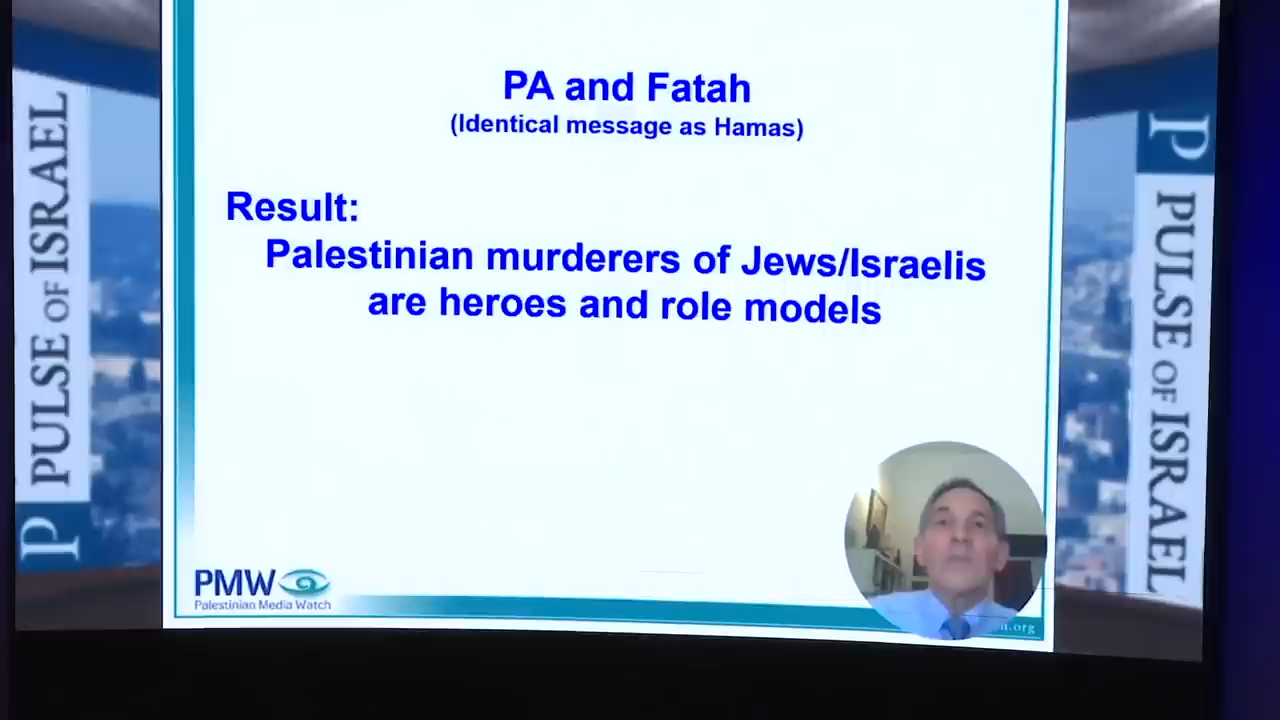 PA and Fatah
(Identical message as Hamas)
Result:
Palestinian murderers of Jews/Israelis
are heroes and role models
PMW
Palestinian Media Watch
.org
P PULSE OF ISRAEL
P PULSE OF ISRAEL